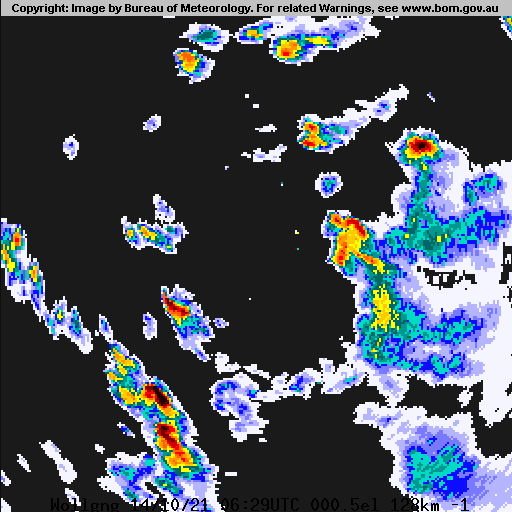 Copyright: Image by Bureau of Meteorology. For related Warnings, see www.bom.gov.au
Wollgng 14/10/21 06:29UTC 000.5el 128km -1